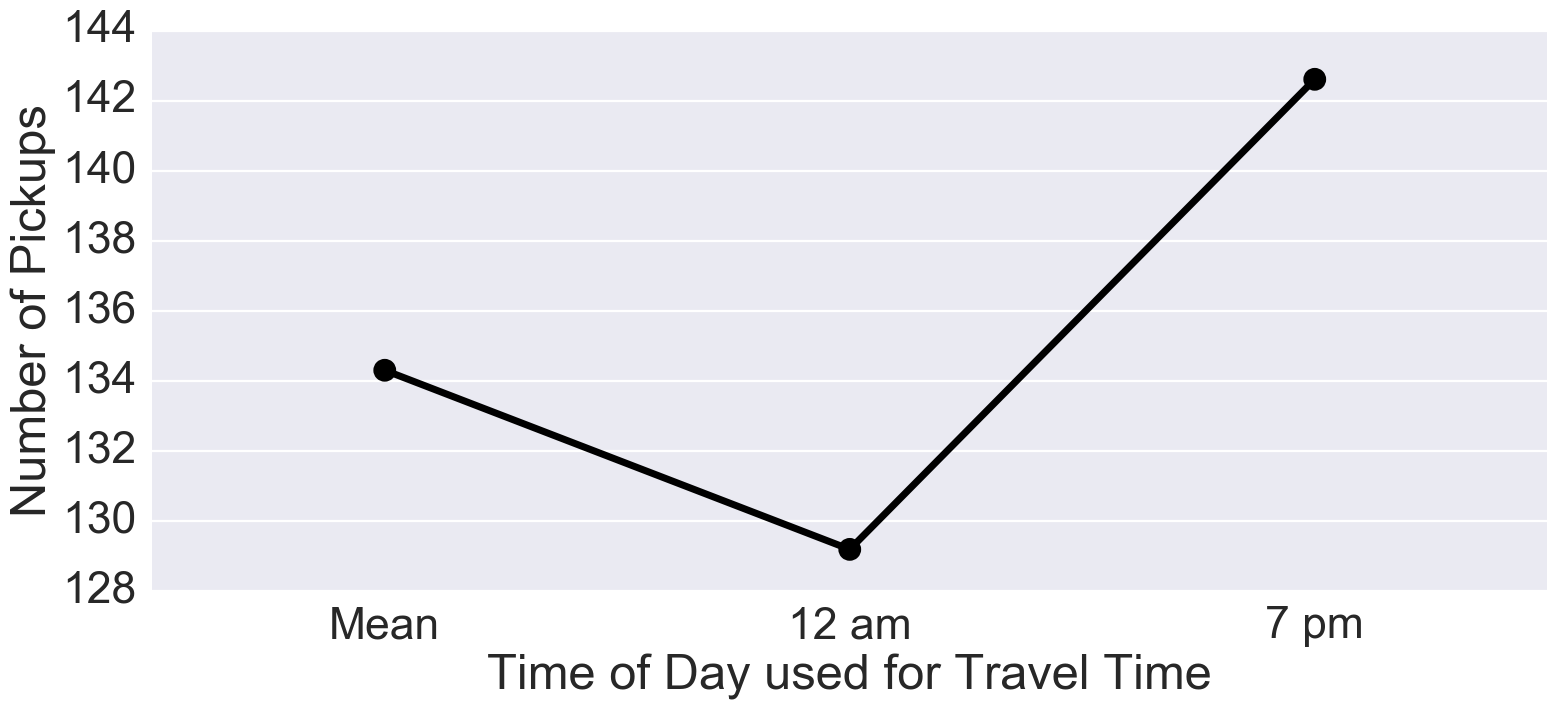 Number of Pickups
144
142
140
138
136
134
132
130
128
Mean
12 am
7 pm
Time of Day used for Travel Time